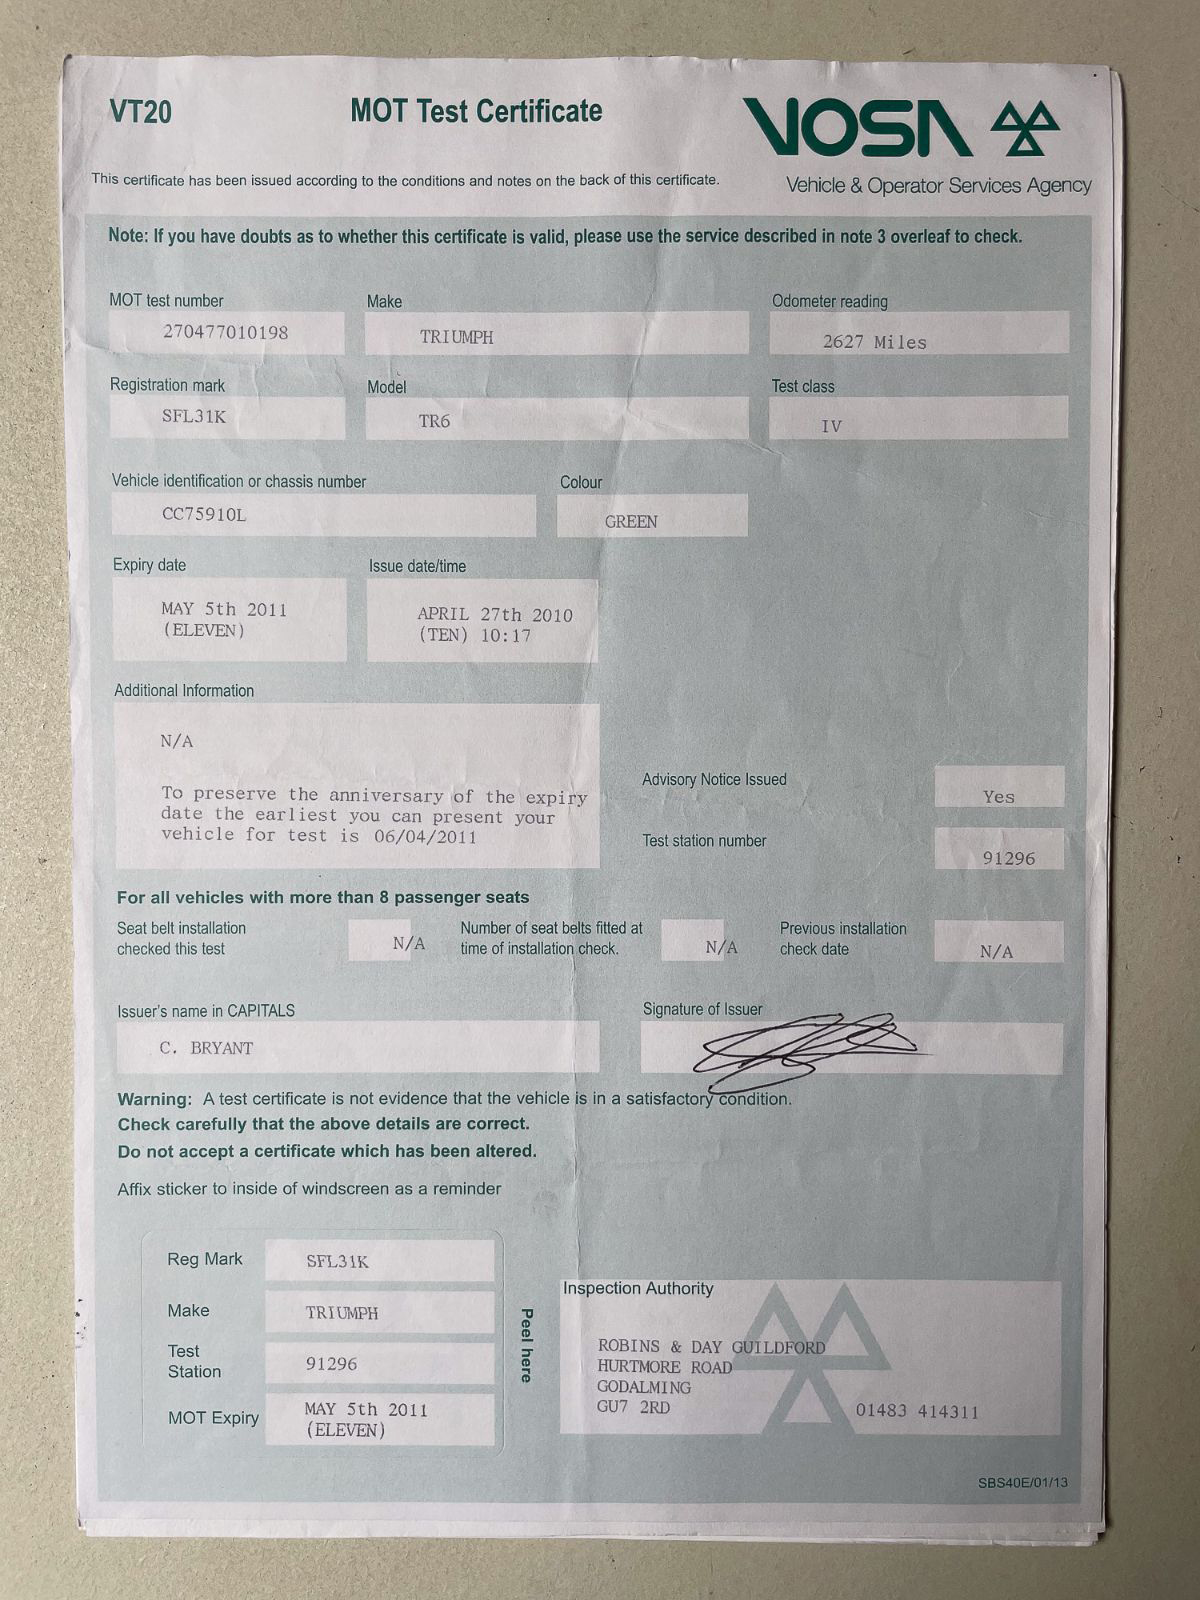 VT20
MOT Test Certificate
VOSA
Vehicle & Operator Services Agency
This certificate has been issued according to the conditions and notes on the back of this certificate.
Note: If you have doubts as to whether this certificate is valid, please use the service described in note 3 overleaf to check.
MOT test number
270477010198
Make
TRIUMPH
Odometer reading
2627 Miles
Registration mark
SFL31K
Model
TR6
Test class
IV
Vehicle identification or chassis number
CC75910L
Colour
GREEN
Expiry date
MAY 5th 2011
(ELEVEN)
Issue date/time
APRIL 27th 2010
(TEN) 10:17
Additional Information
N/A
To preserve the anniversary of the expiry
date the earliest you can present your
vehicle for test is 06/04/2011
Advisory Notice Issued
Yes
Test station number
91296
For all vehicles with more than 8 passenger seats
Seat belt installation
checked this test
N/A
Number of seat belts fitted at
time of installation check.
N/A
Previous installation
check date
N/A
Issuer's name in CAPITALS
C. BRYANT
Signature of Issuer
Warning: A test certificate is not evidence that the vehicle is in a satisfactory condition.
Check carefully that the above details are correct.
Do not accept a certificate which has been altered.
Affix sticker to inside of windscreen as a reminder
Reg Mark
SFL31K
Make
TRIUMPH
Test
Station
91296
MOT Expiry
MAY 5th 2011
(ELEVEN)
Peel here
Inspection Authority
ROBINS & DAY GUILDFORD
HURTMORE ROAD
GODALMING
GU7 2RD
01483 414311
SBS40E/01/13